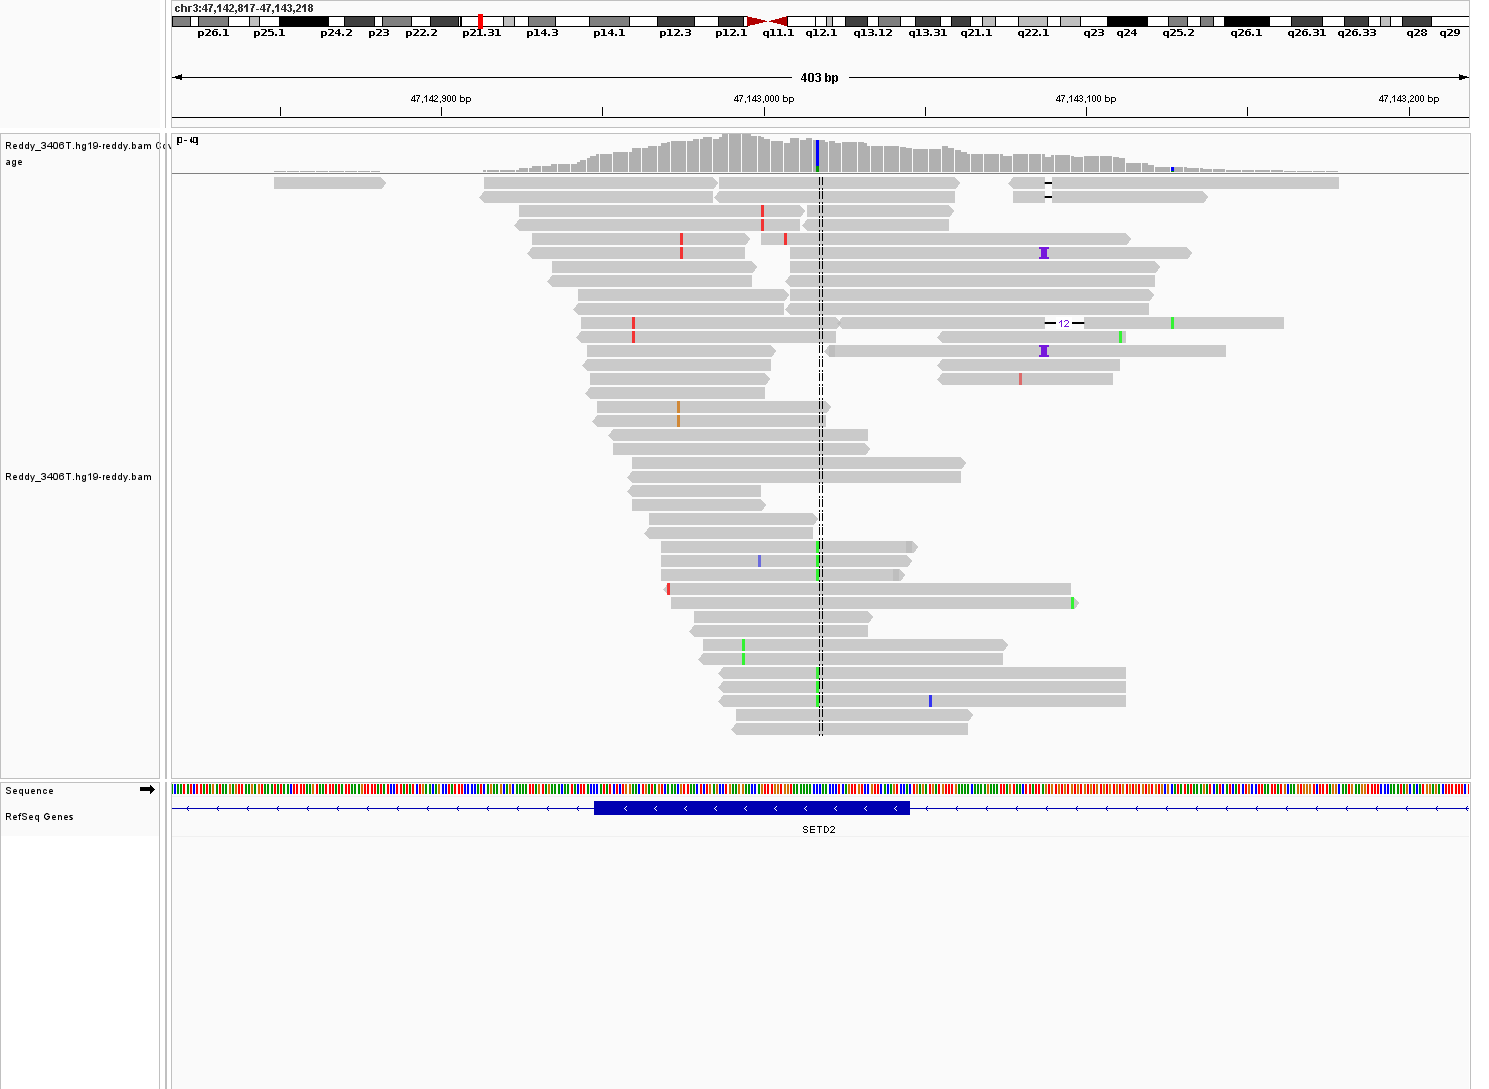 chr3:47,142,817-47,143,218
p26.1 p25.1 p24.2 p23 p22.2 p21.31 p14.3 p14.1 p12.3 p12.1 q11.1 q12.1 q13.12 q13.31 q21.1 q22.1 q23 q24 q25.2 q26.1 q26.31 q26.33 q28 q29
403 bp
47,142,900 bp 47,143,000 bp 47,143,100 bp 47,143,200 bp
Reddy_3406T.hg19-reddy.bam Cov
age
12
Reddy_3406T.hg19-reddy.bam
Sequence
RefSeq Genes
SETD2